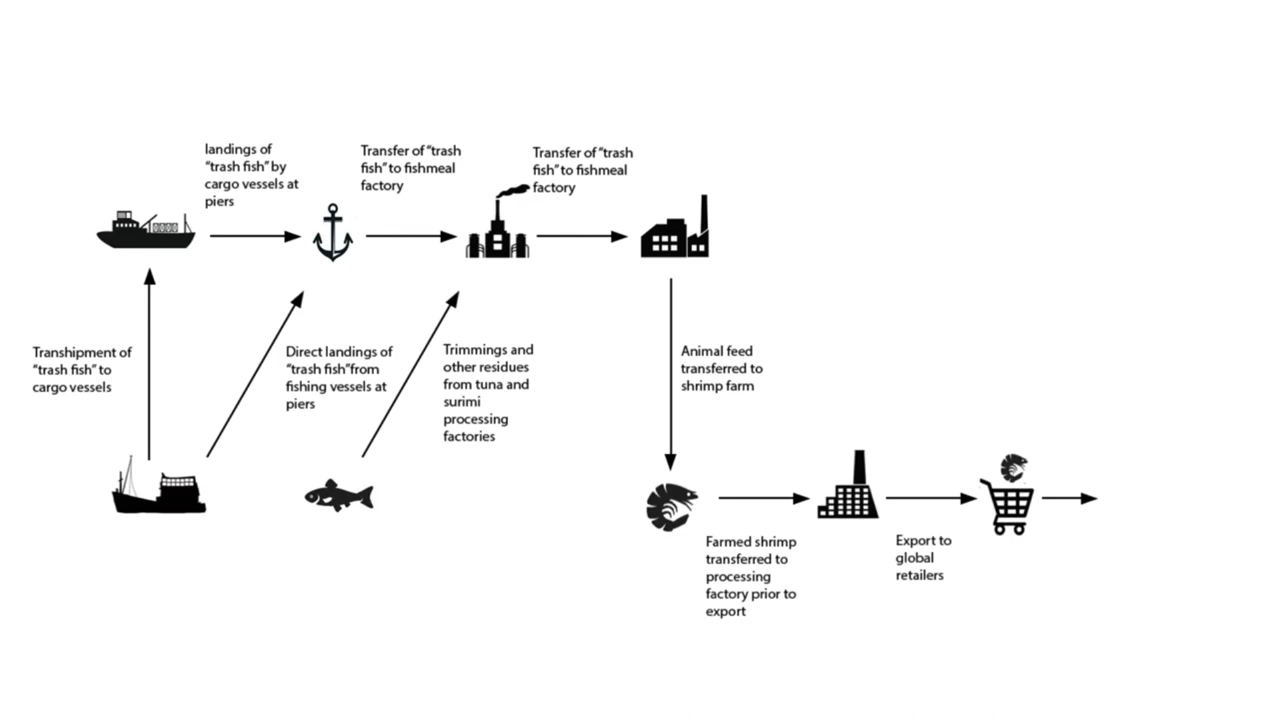 landings of
“trash fish” by
cargo vessels at
piers
Transfer of “trash
fish” to fishmeal
factory
Transfer of “trash
fish” to fishmeal
factory
Transhipment of
“trash fish” to
cargo vessels
Direct landings of
“trash fish”from
fishing vessels at
piers
Trimmings and
other residues
from tuna and
surimi
processing
factories
Animal feed
transferred to
shrimp farm
Farmed shrimp
transferred to
processing
factory prior to
export
Export to
global
retailers